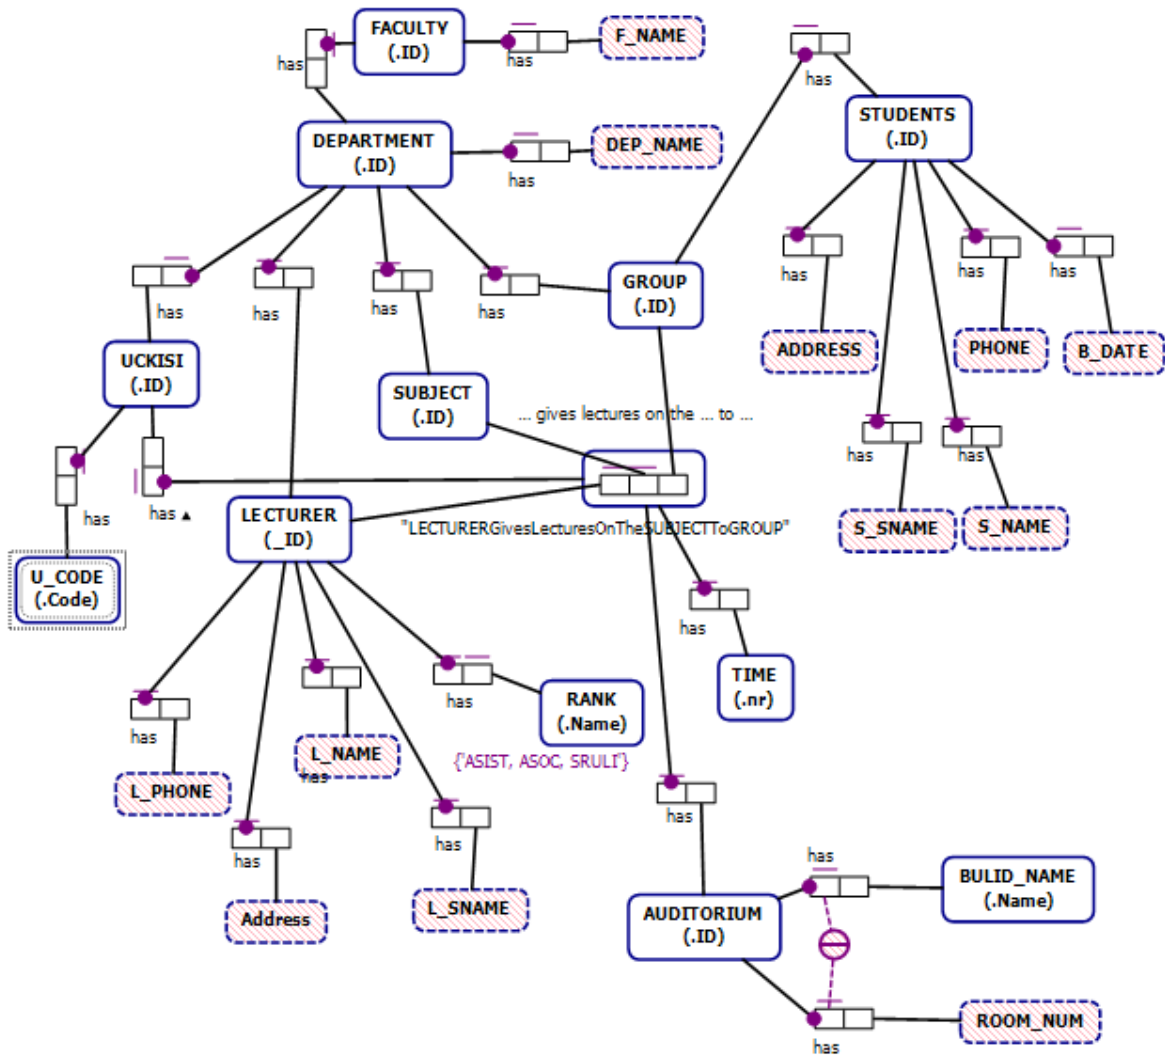 FACULTY
(.ID)
has
has
F_NAME
has
STUDENTS
(.ID)
DEPARTMENT
(.ID)
DEP_NAME
has
has
has
has
has
GROUP
(.ID)
has
has
has
ADDRESS
PHONE
B_DATE
UCKISI
(.ID)
SUBJECT
(.ID)
... gives lectures on the ... to ...
has
has
has
has
LECTURER
(_ID)
"LECTURERGivesLecturesOnTheSUBJECTToGROUP"
S_SNAME
S_NAME
U_CODE
(.Code)
has
TIME
(.nr)
has
has
RANK
(.Name)
{'ASIST, ASOC, SRULI'}
L_NAME
has
L_PHONE
has
has
has
Address
L_SNAME
has
AUDITORIUM
(.ID)
BULID_NAME
(.Name)
ROOM_NUM
has